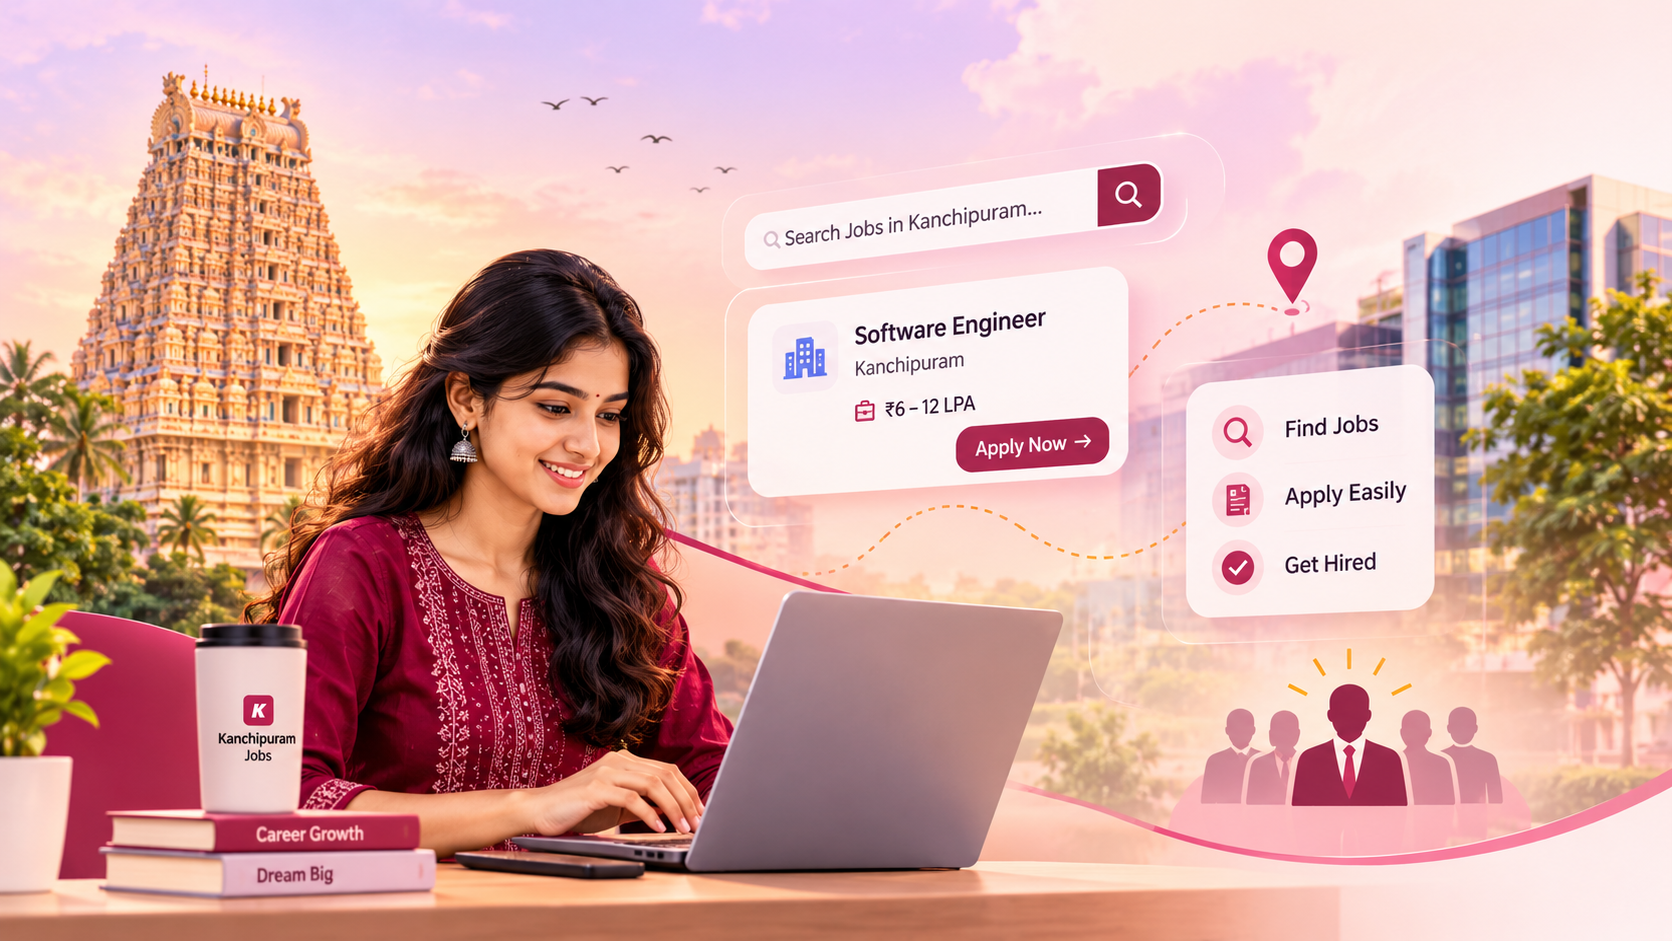 Search Jobs in Kanchipuram...
Software Engineer
Kanchipuram
₹6 – 12 LPA
Apply Now →
Find Jobs
Apply Easily
Get Hired
K
Kanchipuram
Jobs
Career Growth
Dream Big